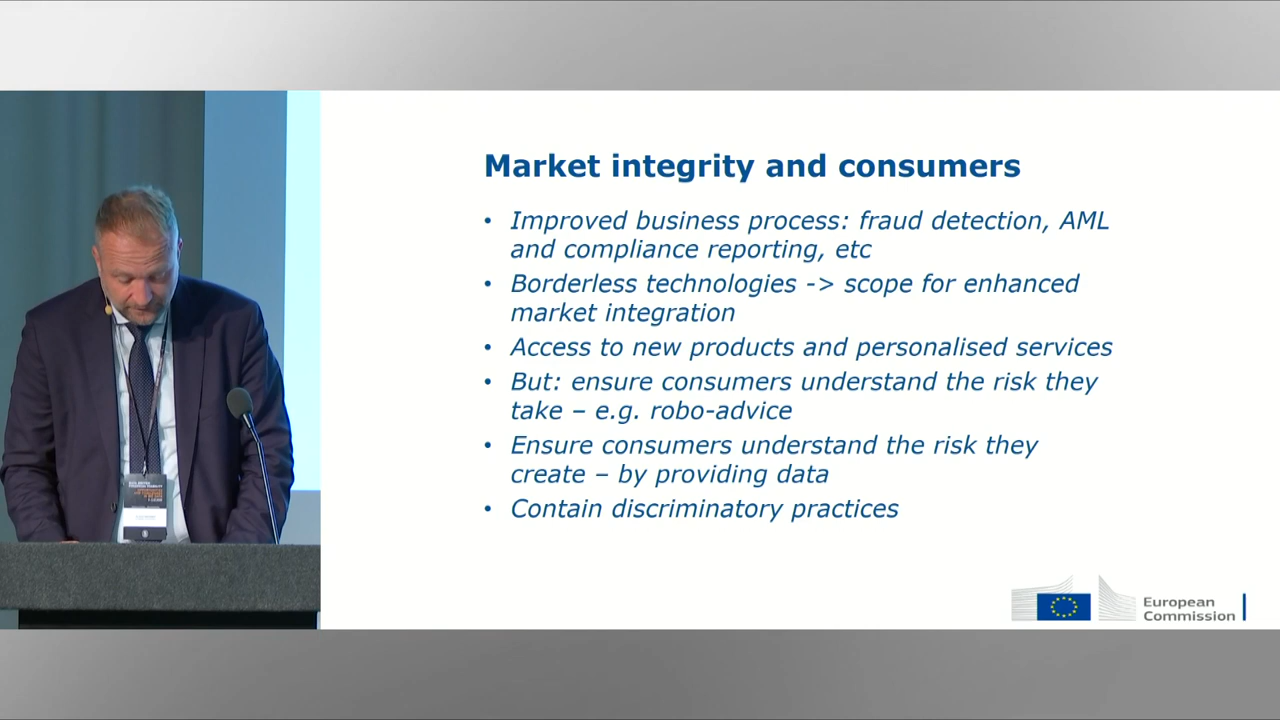 Market integrity and consumers
• Improved business process: fraud detection, AML
and compliance reporting, etc
• Borderless technologies -> scope for enhanced
market integration
• Access to new products and personalised services
• But: ensure consumers understand the risk they
take – e.g. robo-advice
• Ensure consumers understand the risk they
create – by providing data
• Contain discriminatory practices
European
Commission